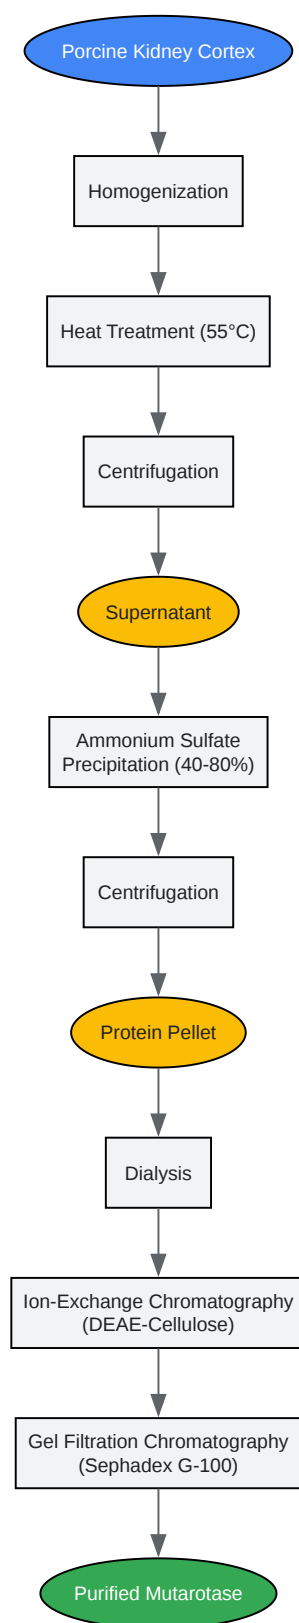 Porcine Kidney Cortex
Homogenization
Heat Treatment (55°C)
Centrifugation
Supernatant
Ammonium Sulfate
Precipitation (40-80%)
Centrifugation
Protein Pellet
Dialysis
Ion-Exchange Chromatography
(DEAE-Cellulose)
Gel Filtration Chromatography
(Sephadex G-100)
Purified Mutarotase